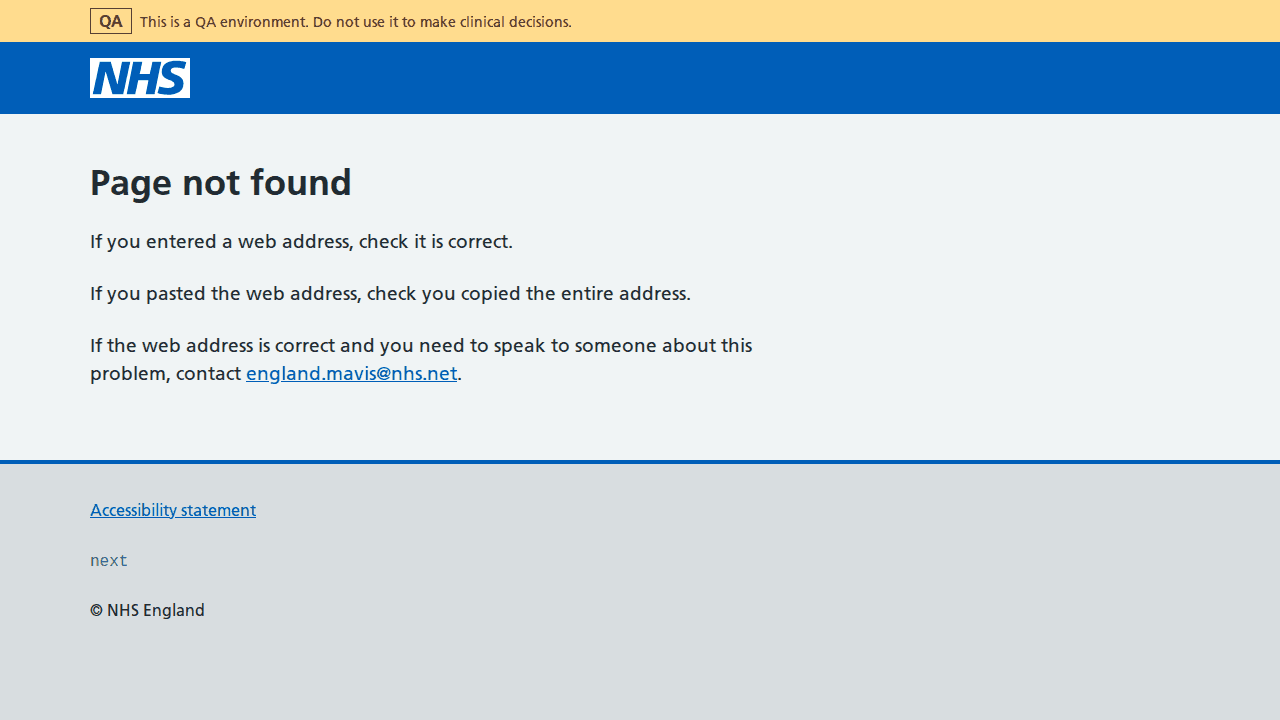 QA This is a QA environment. Do not use it to make clinical decisions.
NHS
Page not found
If you entered a web address, check it is correct.
If you pasted the web address, check you copied the entire address.
If the web address is correct and you need to speak to someone about this
problem, contact england.mavis@nhs.net.
Accessibility statement
next
© NHS England